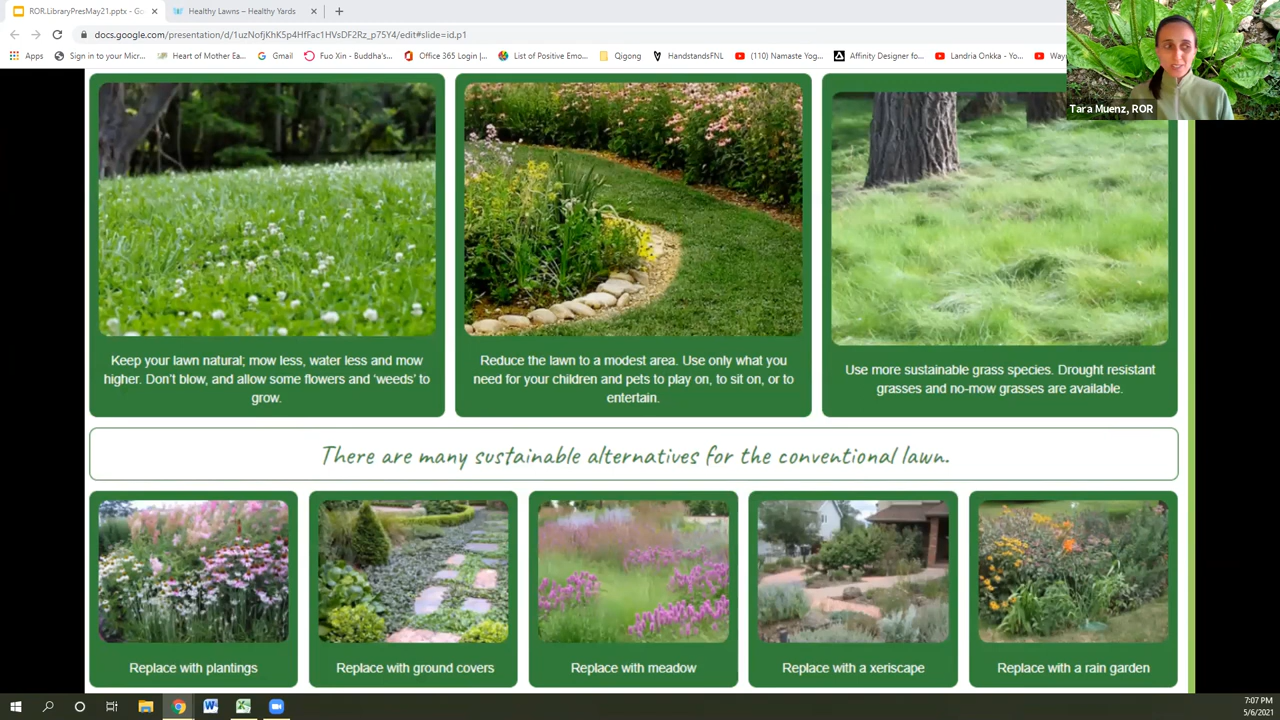 ROR.LibraryPresMay21.pptx - Go
Healthy Lawns – Healthy Yards
docs.google.com/presentation/d/1uzNofjKhK5p4HfFac1HVsDF2Rz_p75Y4/edit#slide=id.p1
Apps
Sign in to your Micr...
Heart of Mother Ea...
Gmail
Fuo Xin - Buddha's...
Office 365 Login |...
List of Positive Emo...
Qigong
HandstandsFNL
(110) Namaste Yog...
Affinity Designer fo...
Landria Onkka - Yo...
Way
Tara Muenz, ROR
Keep your lawn natural; mow less, water less and mow
higher. Don't blow, and allow some flowers and 'weeds' to
grow.
Reduce the lawn to a modest area. Use only what you
need for your children and pets to play on, to sit on, or to
entertain.
Use more sustainable grass species. Drought resistant
grasses and no-mow grasses are available.
There are many sustainable alternatives for the conventional lawn.
Replace with plantings
Replace with ground covers
Replace with meadow
Replace with a xeriscape
Replace with a rain garden
7:07 PM
5/6/2021